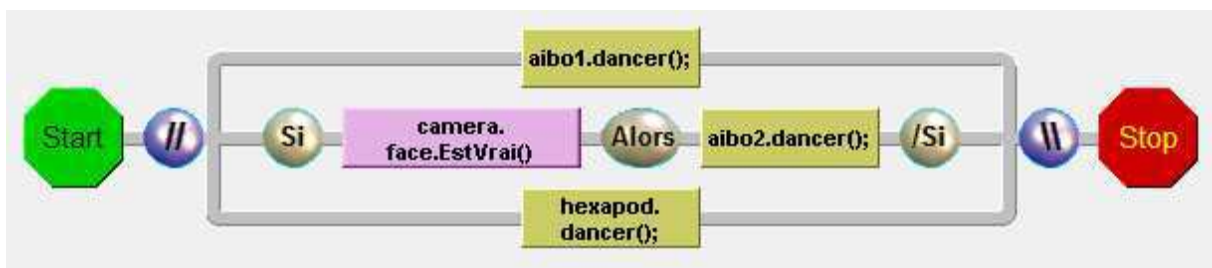 aibo1.dancer();
Start
//
Si
camera.
face.EstVrai()
Alors
aibo2.dancer();
/Si
\\
Stop
hexapod.
dancer();